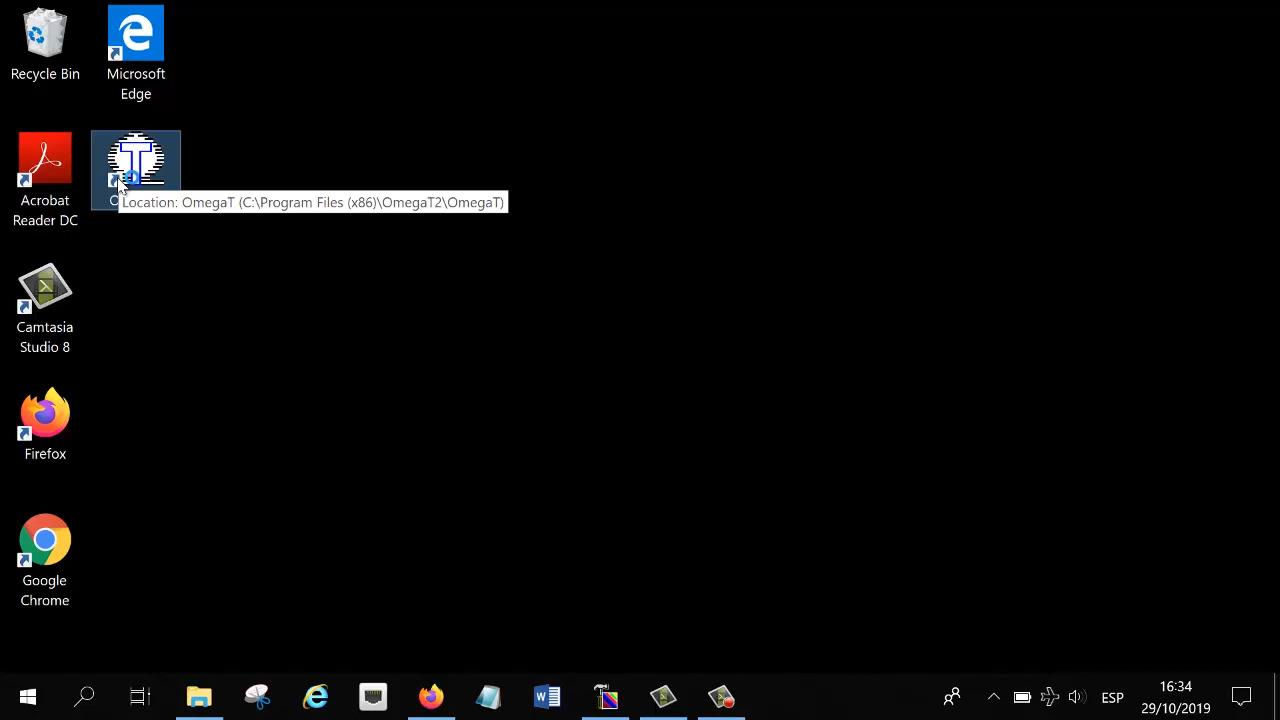 Recycle Bin
Microsoft
Edge
Acrobat
Reader DC
Location: OmegaT (C:\Program Files (x86)\OmegaT2\OmegaT)
Camtasia
Studio 8
Firefox
Google
Chrome
ESP
16:34
29/10/2019